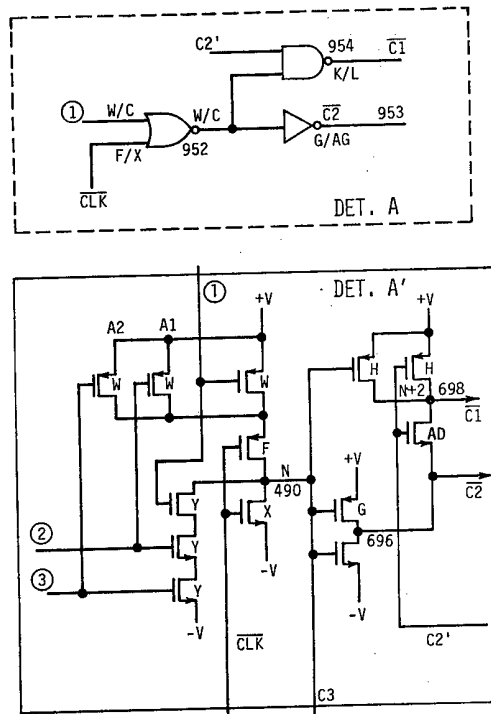 C2' 954 C1
K/L
① W/C W/C C2 953
F/X 952 G/AG
CLK
DET. A
① DET. A'
A2 A1 +V +V
W W W H H
N+2 698
C1
F AD
N +V
490 C2
Y X G
② Y 696
③ Y -V
-V -V
CLK C2'
C3